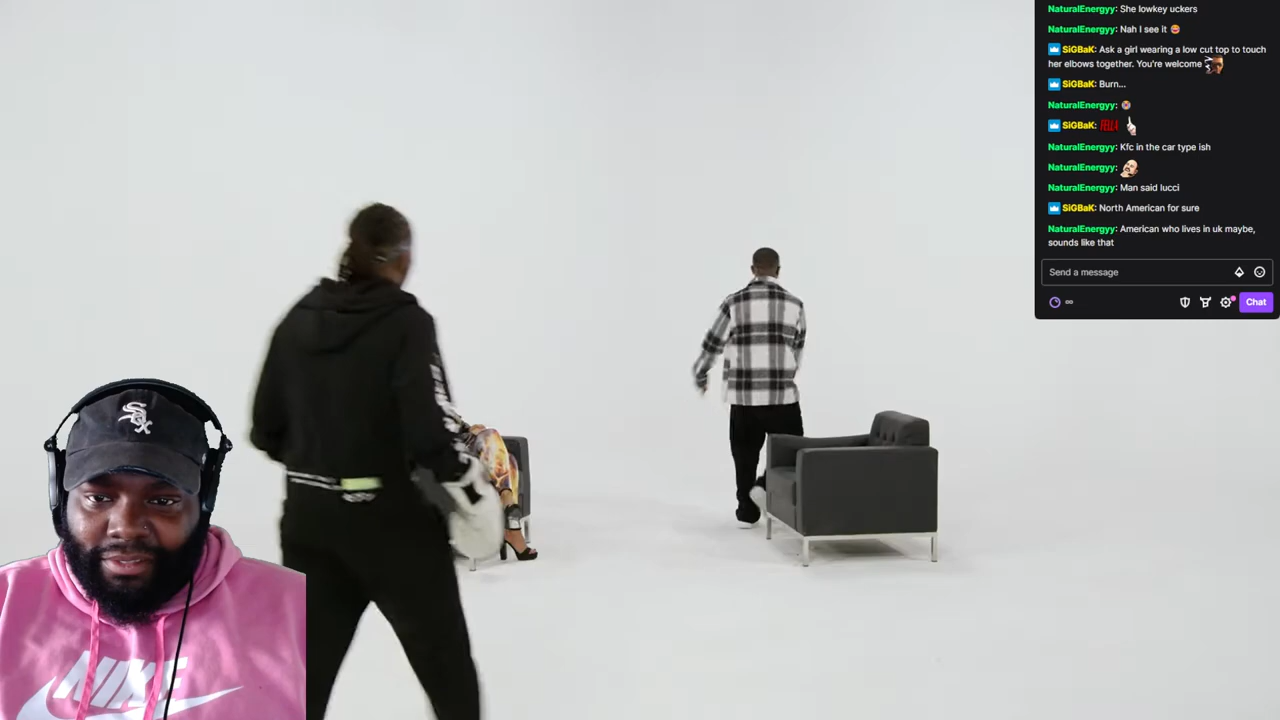 NaturalEnergyy: She lowkey uckers
NaturalEnergyy: Nah I see it
SiGBaK: Ask a girl wearing a low cut top to touch
her elbows together. You're welcome
SiGBaK: Burn...
NaturalEnergyy:
SiGBaK: FELLA
NaturalEnergyy: Kfc in the car type ish
NaturalEnergyy:
NaturalEnergyy: Man said lucci
SiGBaK: North American for sure
NaturalEnergyy: American who lives in uk maybe,
sounds like that
Send a message
Chat
Sox
NIKE